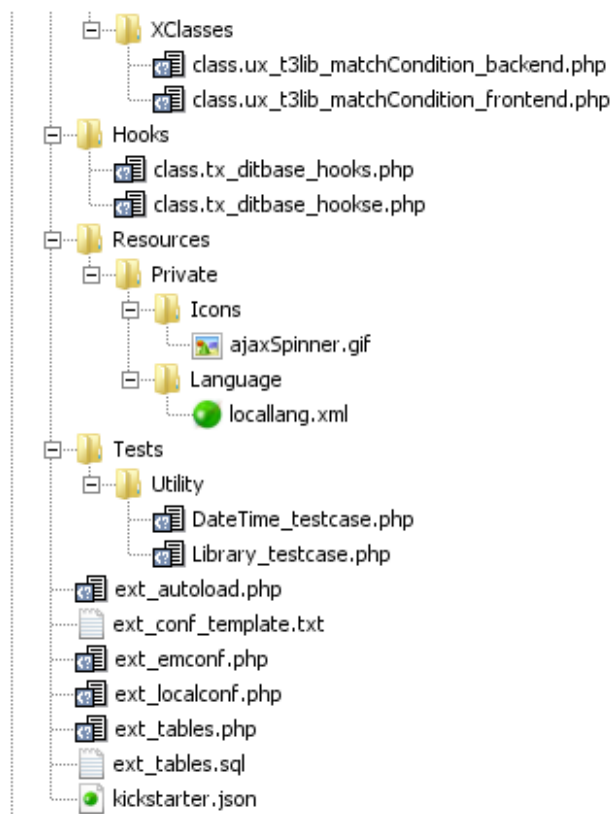 XClasses
class.ux_t3lib_matchCondition_backend.php
class.ux_t3lib_matchCondition_frontend.php
Hooks
class.tx_ditbase_hooks.php
class.tx_ditbase_hookse.php
Resources
Private
Icons
ajaxSpinner.gif
Language
locallang.xml
Tests
Utility
DateTime_testcase.php
Library_testcase.php
ext_autoload.php
ext_conf_template.txt
ext_emconf.php
ext_localconf.php
ext_tables.php
ext_tables.sql
kickstarter.json